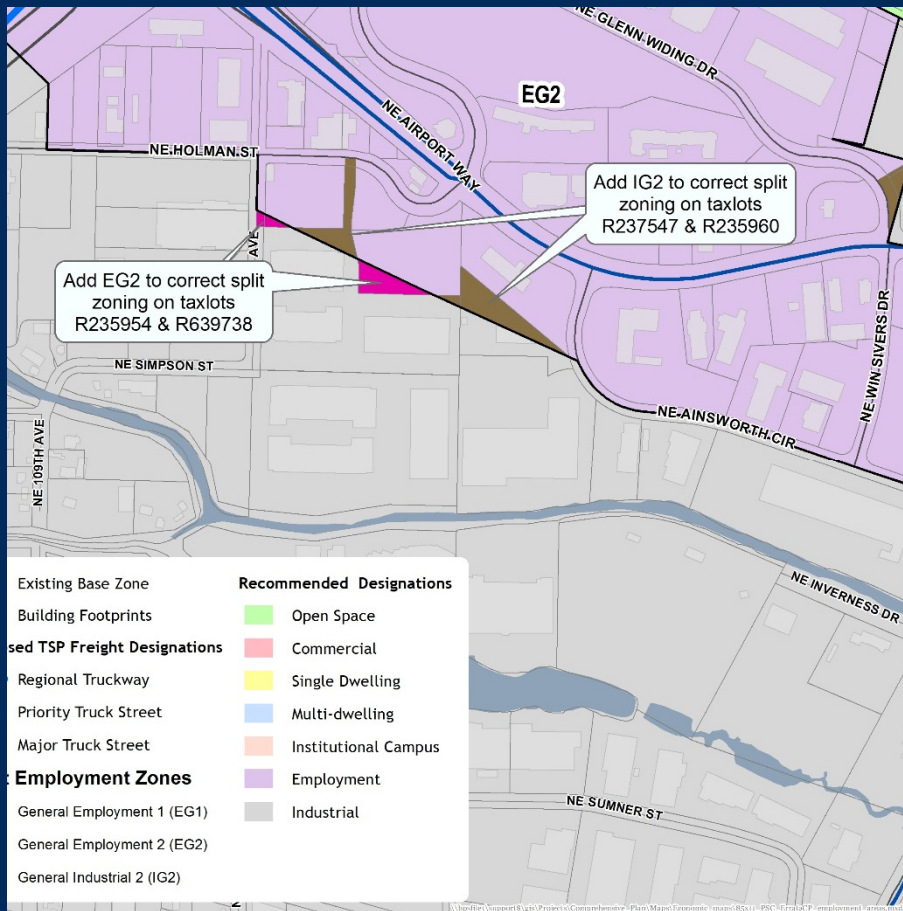 NE GLENN WIDING DR
EG2
NE AIRPORT WAY
NE HOLMAN ST
Add IG2 to correct split
zoning on taxlots
R237547 & R235960
AVE
Add EG2 to correct split
zoning on taxlots
R235954 & R639738
NE SIMPSON ST
NE WIN SIVERS DR
NE AINSWORTH CIR
NE 109TH AVE
NE INVERNESS DR
NE SUMNER ST
N
Existing Base Zone
Building Footprints
sed TSP Freight Designations
Regional Truckway
Priority Truck Street
Major Truck Street
Employment Zones
General Employment 1 (EG1)
General Employment 2 (EG2)
General Industrial 2 (IG2)
Recommended Designations
Open Space
Commercial
Single Dwelling
Multi-dwelling
Institutional Campus
Employment
Industrial